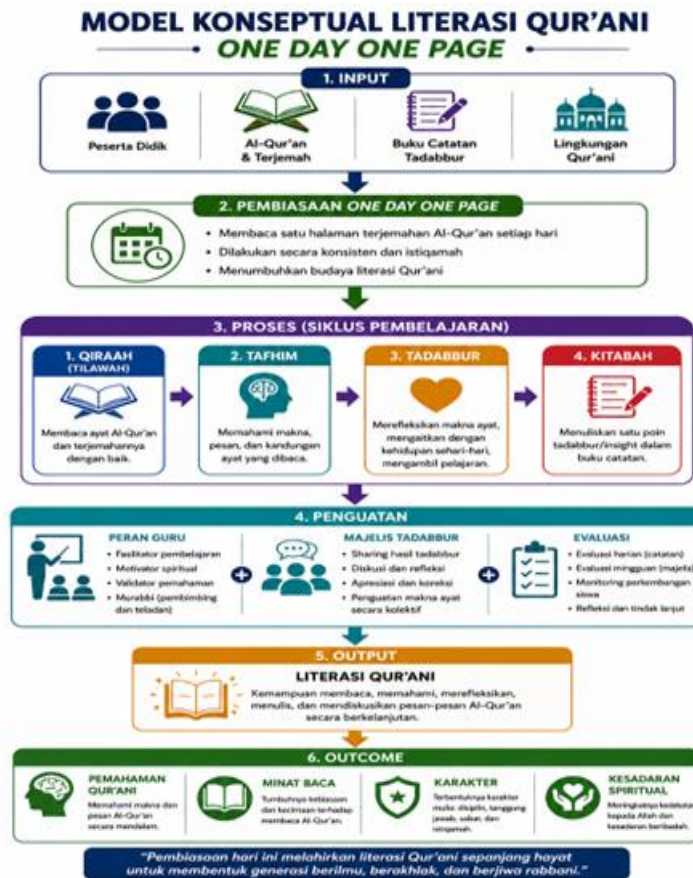 MODEL KONSEPTUAL LITERASI QUR'ANI
ONE DAY ONE PAGE
1. INPUT
Peserta Didik
Al-Qur'an
& Terjemah
Buku Catatan
Tadabbur
Lingkungan
Qur'ani
2. PEMBIASAAN ONE DAY ONE PAGE
• Membaca satu halaman terjemahan Al-Qur'an setiap hari
• Dilakukan secara konsisten dan istiqamah
• Menumbuhkan budaya literasi Qur'ani
3. PROSES (SIKLUS PEMBELAJARAN)
1. QIRAAH
(TILAWAH)
Membaca ayat Al-Qur'an
dan terjemahannya
dengan baik.
2. TAFHIM
Memahami makna,
pesan, dan kandungan
ayat yang dibaca.
3. TADABBUR
Merefleksikan makna ayat,
mengaitkan dengan
kehidupan sehari-hari,
mengambil pelajaran.
4. KITABAH
Menuliskan satu poin
tadabbur/insight dalam
buku catatan.
4. PENGUATAN
PERAN GURU
• Fasilitator pembelajaran
• Motivator spiritual
• Validator pemahaman
• Murabbi (pembimbing
dan teladan)
MAJELIS TADABBUR
• Sharing hasil tadabbur
• Diskusi dan refleksi
• Apresiasi dan koreksi
• Penguatan makna ayat
secara kolektif
EVALUASI
• Evaluasi harian (catatan)
• Evaluasi mingguan (majelis)
• Monitoring perkembangan
siswa
• Refleksi dan tindak lanjut
5. OUTPUT
LITERASI QUR'ANI
Kemampuan membaca, memahami, merefleksikan,
menulis, dan mendiskusikan pesan-pesan Al-Qur'an
secara berkelanjutan.
6. OUTCOME
PEMAHAMAN
QUR'ANI
Memahami makna dan
pesan Al-Qur'an
secara mendalam.
MINAT BACA
Tumbuhnya kebiasaan
dan kecintaan terhadap
membaca Al-Qur'an.
KARAKTER
Terbentuknya karakter
mulia: disiplin, tanggung
jawab, sabar, dan
istiqamah.
KESADARAN
SPIRITUAL
Meningkatnya kedekatan
kepada Allah dan
kesadaran beribadah.
"Pembiasaan hari ini melahirkan literasi Qur'ani sepanjang hayat
untuk membentuk generasi berilmu, berakhlak, dan berjiwa rabbani."